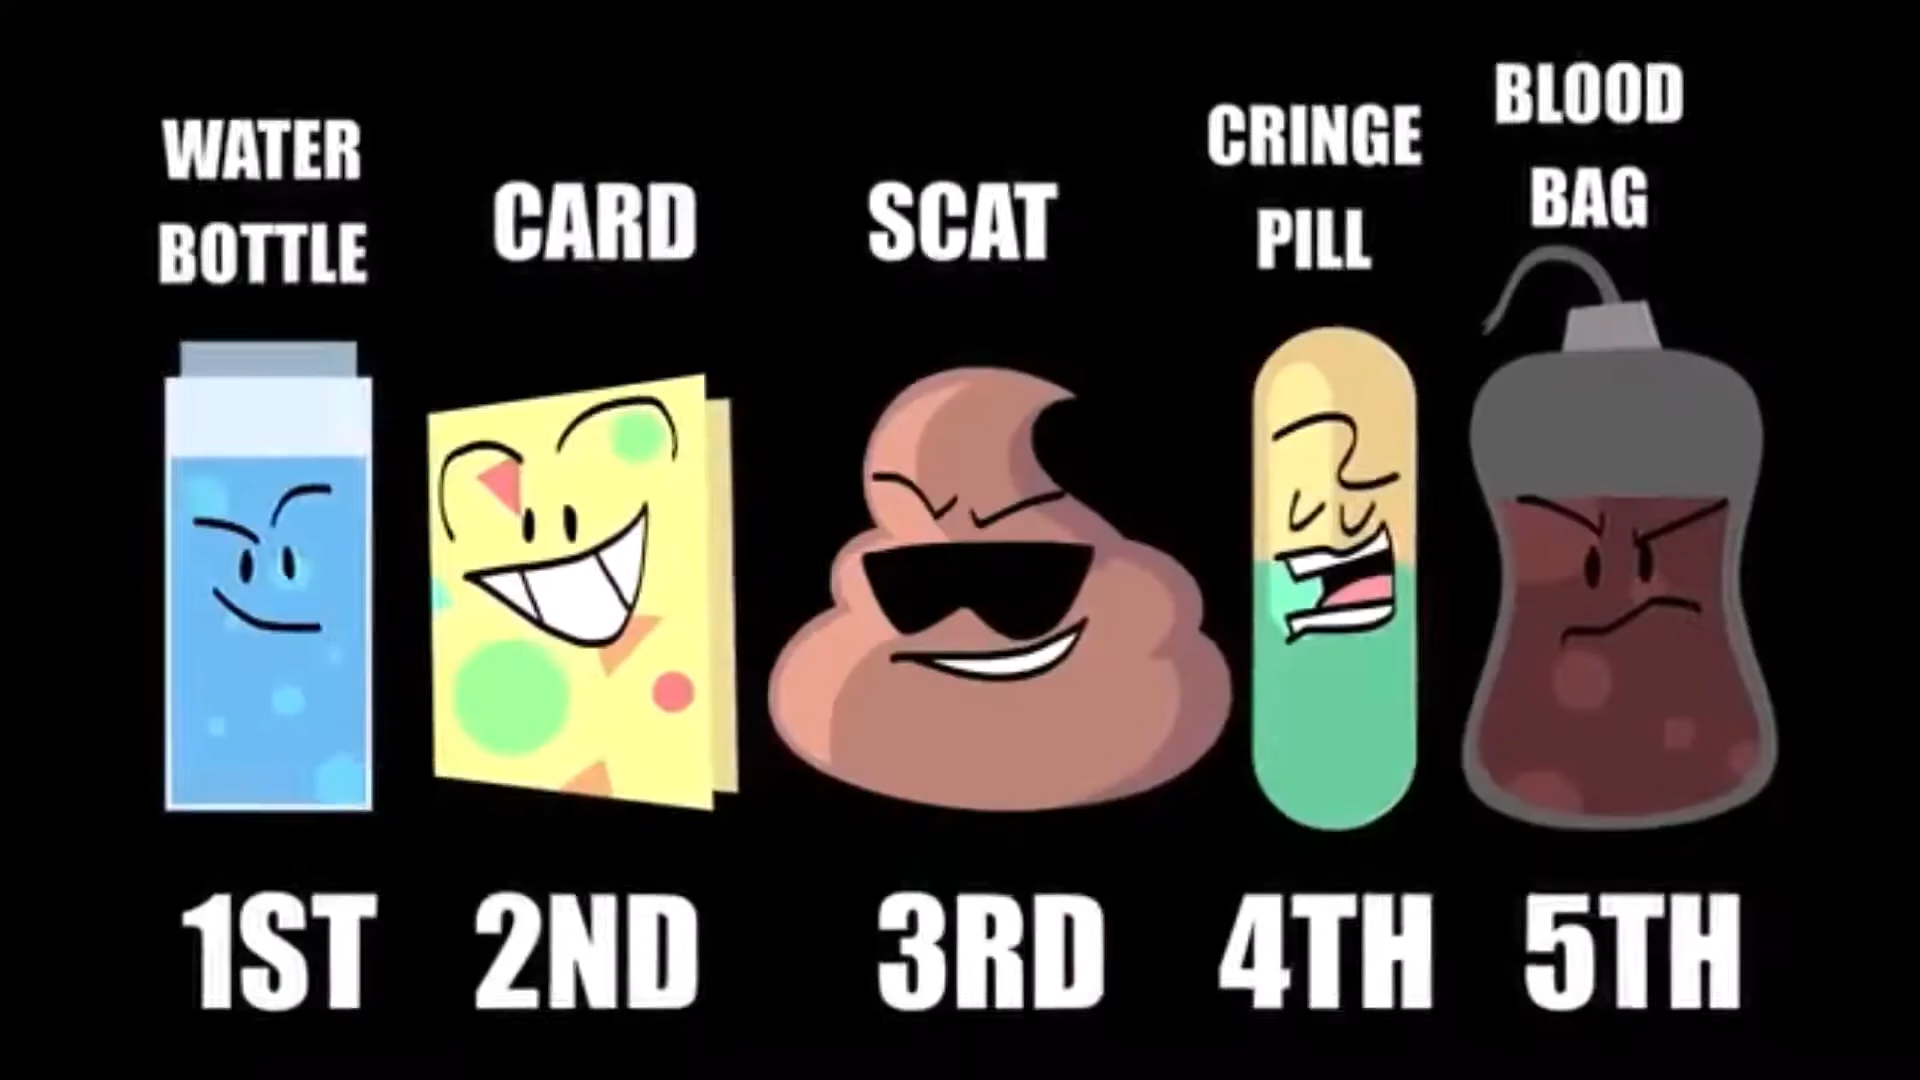 WATER
BOTTLE
CARD
SCAT
CRINGE
PILL
BLOOD
BAG
1ST
2ND
3RD
4TH
5TH